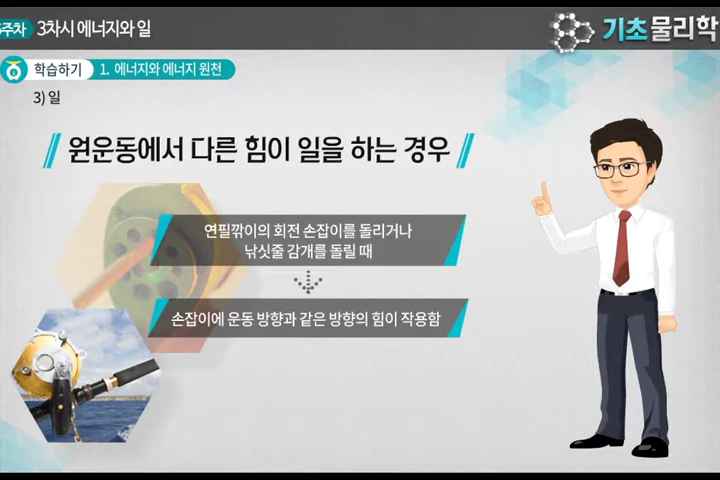 5주차 3차시 에너지와 일
기초물리학
학습하기 1. 에너지와 에너지 원천
3) 일
원운동에서 다른 힘이 일을 하는 경우
연필깎이의 회전 손잡이를 돌리거나
낚싯줄 감개를 돌릴 때
손잡이에 운동 방향과 같은 방향의 힘이 작용함